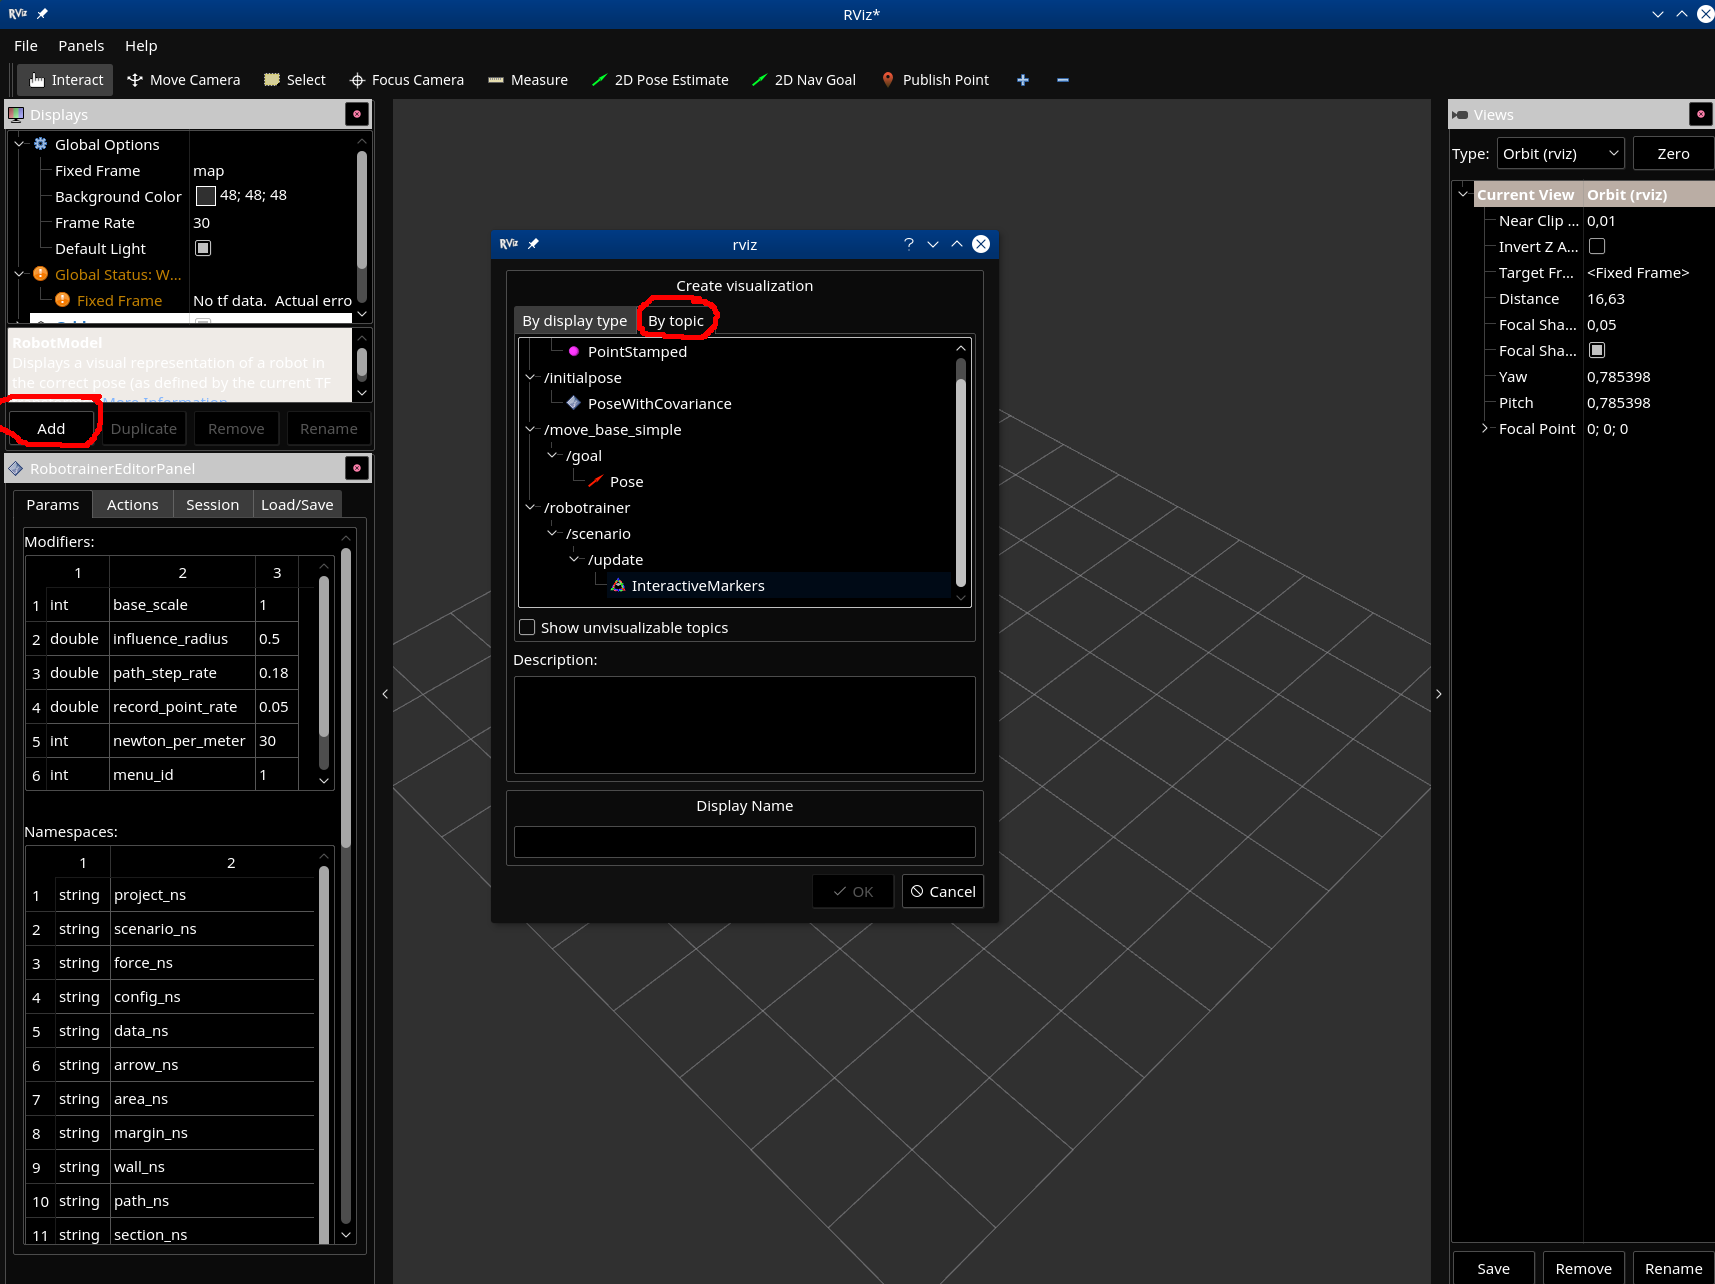 RViz
RViz*
File Panels Help
Interact Move Camera Select Focus Camera Measure 2D Pose Estimate 2D Nav Goal Publish Point
Displays
Global Options
Fixed Frame map
Background Color 48; 48; 48
Frame Rate 30
Default Light
Global Status: W...
Fixed Frame No tf data. Actual erro
RobotModel
Displays a visual representation of a robot in
the correct pose (as defined by the current TF
More Information
Add Duplicate Remove Rename
RobotrainerEditorPanel
Params Actions Session Load/Save
Modifiers:
1 2 3
1 int base_scale 1
2 double influence_radius 0.5
3 double path_step_rate 0.18
4 double record_point_rate 0.05
5 int newton_per_meter 30
6 int menu_id 1
Namespaces:
1 2
1 string project_ns
2 string scenario_ns
3 string force_ns
4 string config_ns
5 string data_ns
6 string arrow_ns
7 string area_ns
8 string margin_ns
9 string wall_ns
10 string path_ns
11 string section_ns
RViz rviz ?
Create visualization
By display type By topic
PointStamped
/initialpose
PoseWithCovariance
/move_base_simple
/goal
Pose
/robotrainer
/scenario
/update
InteractiveMarkers
Show unvisualizable topics
Description:
Display Name
OK Cancel
Views
Type: Orbit (rviz) Zero
Current View Orbit (rviz)
Near Clip ... 0,01
Invert Z A...
Target Fr... <Fixed Frame>
Distance 16,63
Focal Sha... 0,05
Focal Sha...
Yaw 0,785398
Pitch 0,785398
Focal Point 0; 0; 0
Save Remove Rename